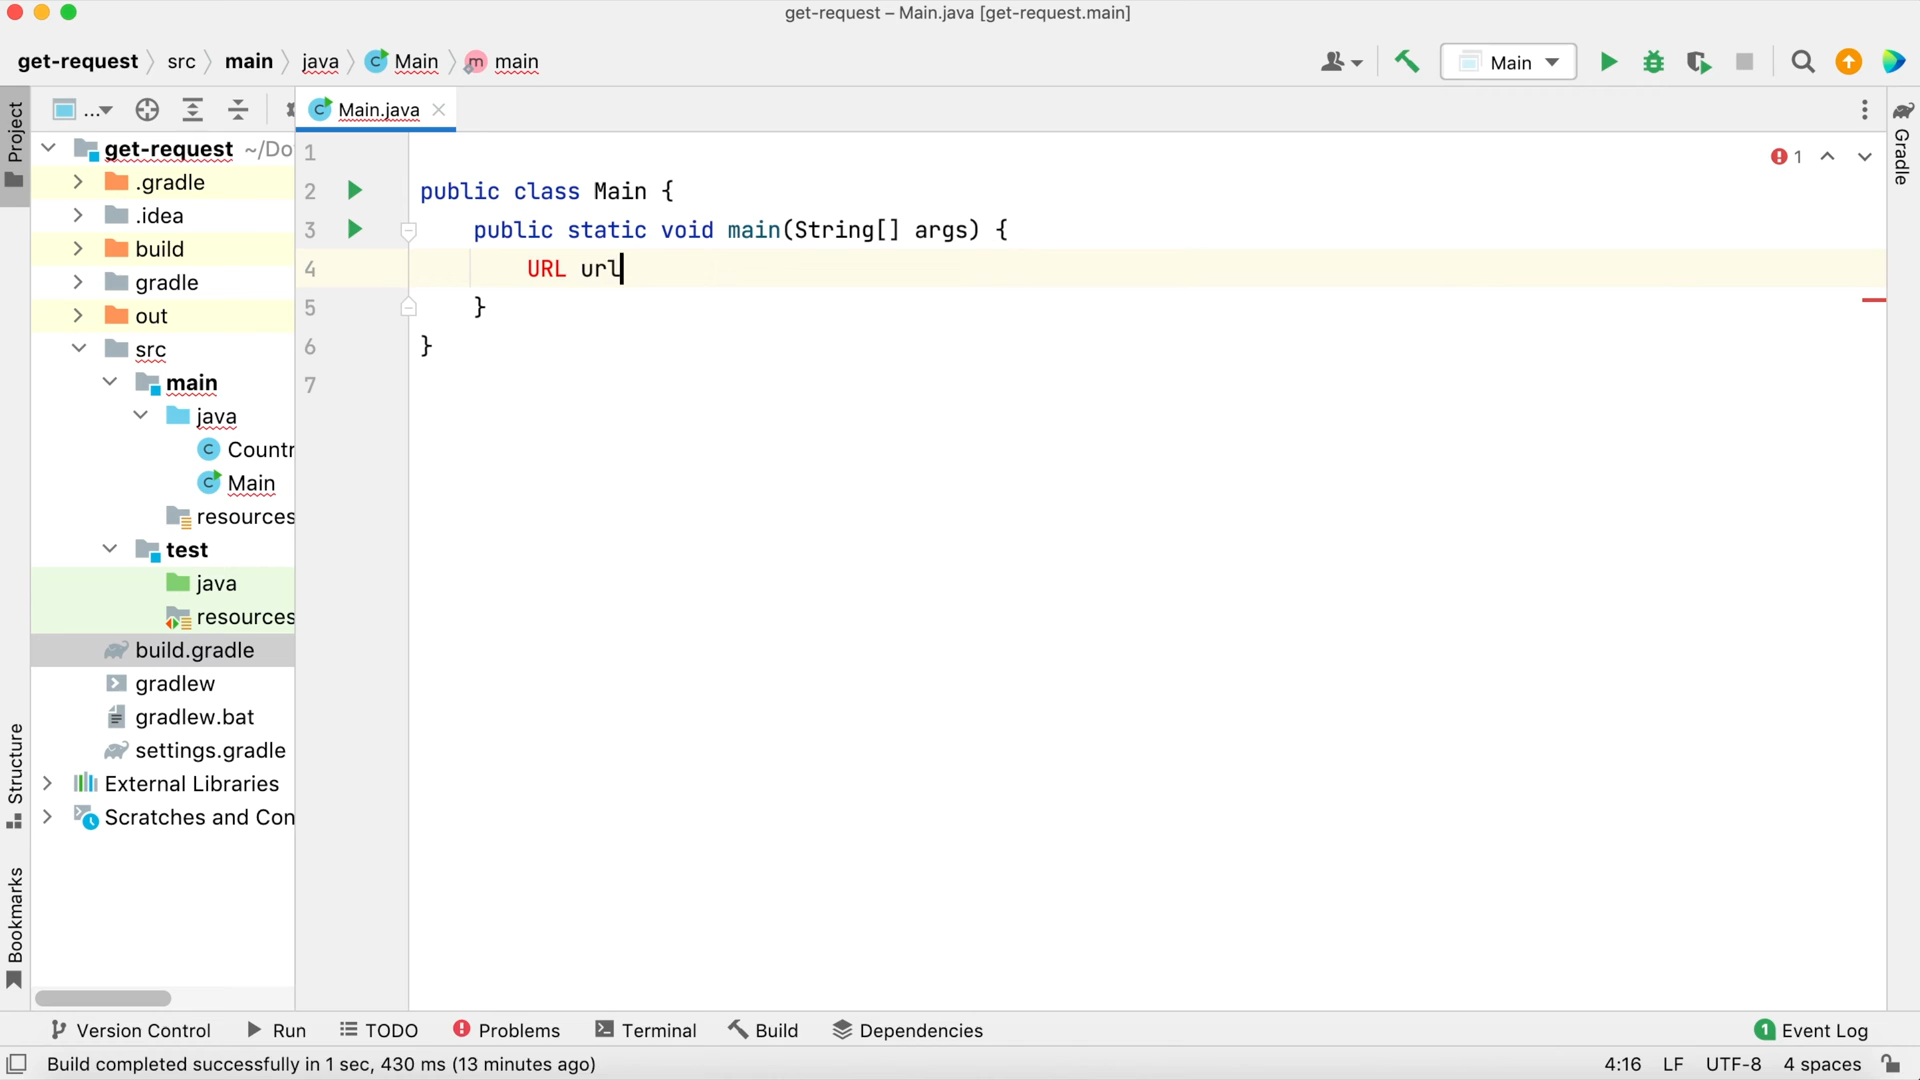 get-request – Main.java [get-request.main]
get-request src main java Main main
Main
Project
...
Main.java
Gradle
get-request ~/Do
.gradle
.idea
build
gradle
out
src
main
java
Countr
Main
resources
test
java
resources
build.gradle
gradlew
gradlew.bat
settings.gradle
External Libraries
Scratches and Con
Structure
Bookmarks
1
2 public class Main {
3 public static void main(String[] args) {
4 URL url
5 }
6 }
7
1
Version Control Run TODO Problems Terminal Build Dependencies 1 Event Log
Build completed successfully in 1 sec, 430 ms (13 minutes ago) 4:16 LF UTF-8 4 spaces